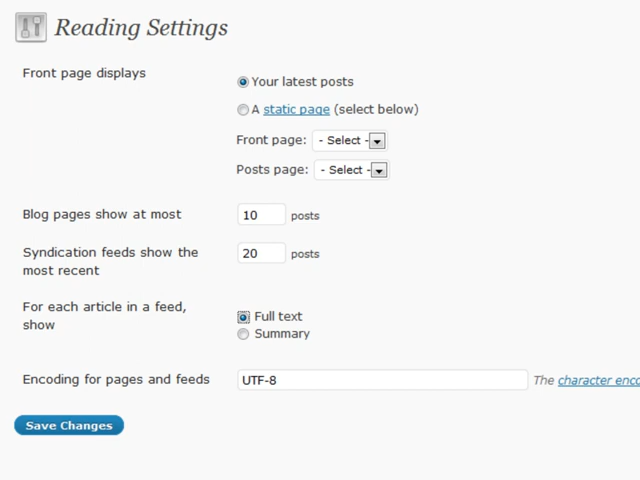 Reading Settings
Front page displays
Your latest posts
A static page (select below)
Front page: - Select -
Posts page: - Select -
Blog pages show at most 10 posts
Syndication feeds show the
most recent
20 posts
For each article in a feed,
show
Full text
Summary
Encoding for pages and feeds UTF-8 The character enco
Save Changes